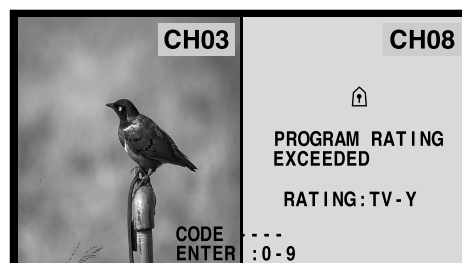 CH03
CH08
PROGRAM RATING
EXCEEDED
RATING:TV-Y
CODE ----
ENTER :0-9